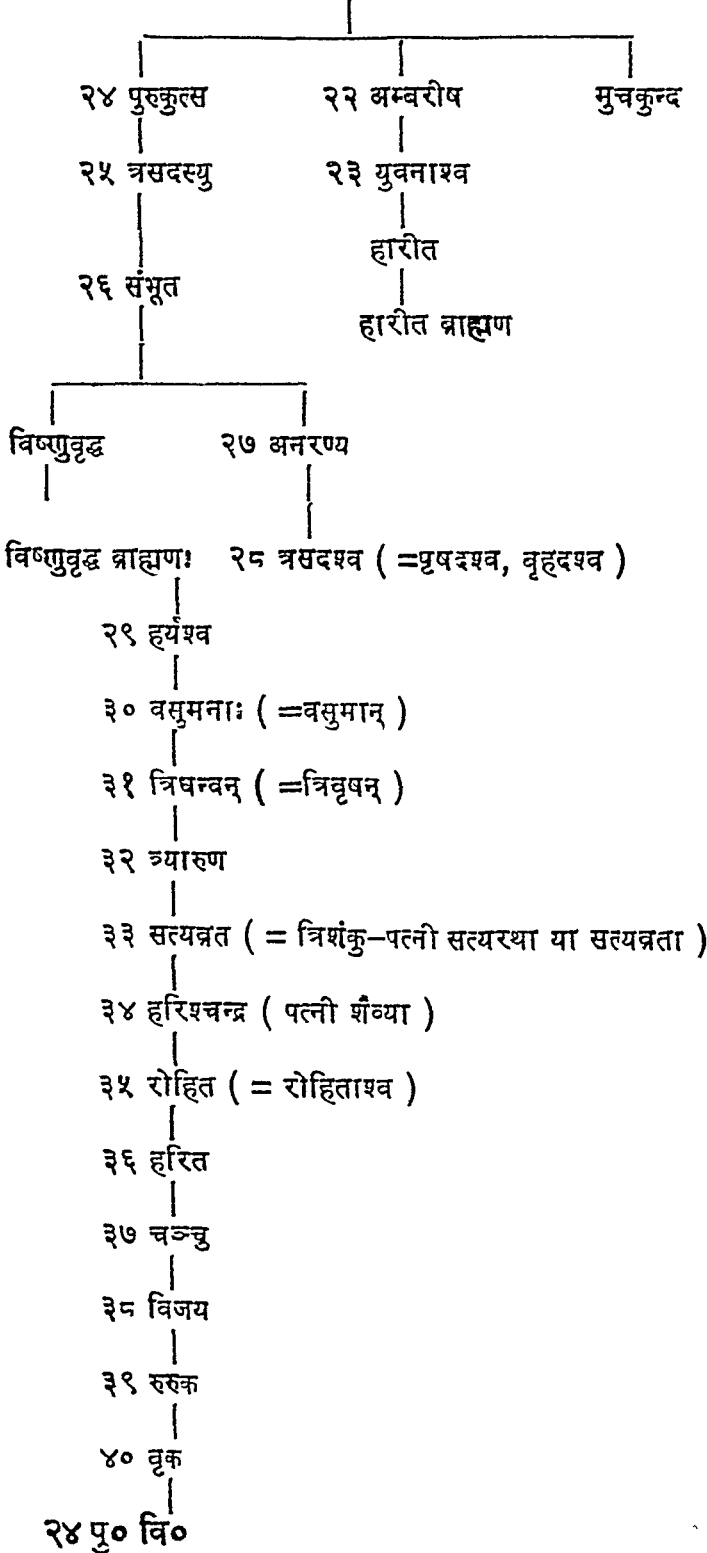 २४ पुरुकुत्स २२ अम्बरीष मुचकुन्द
२५ त्रसदस्यु २३ युवनाश्व
हारीत
२६ संभूत
हारीत ब्राह्मण
विष्णुवृद्ध २७ अनरण्य
विष्णुवृद्ध ब्राह्मणः २८ त्रसदश्व ( =पृषदश्व, वृहदश्व )
२९ हर्यश्व
३० वसुमनाः ( =वसुमान् )
३१ त्रिधन्वन् ( =त्रिवृषन् )
३२ त्र्यारुण
३३ सत्यव्रत ( = त्रिशंकु–पत्नी सत्यरथा या सत्यव्रता )
३४ हरिश्चन्द्र ( पत्नी शैव्या )
३५ रोहित ( = रोहिताश्व )
३६ हरित
३७ चञ्चु
३८ विजय
३९ रुरुक
४० वृक
२४ पु० वि०